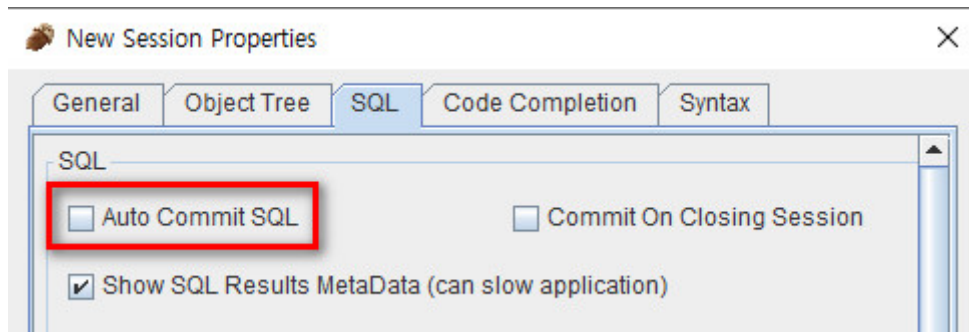 New Session Properties
General Object Tree SQL Code Completion Syntax
SQL
Auto Commit SQL Commit On Closing Session
Show SQL Results MetaData (can slow application)